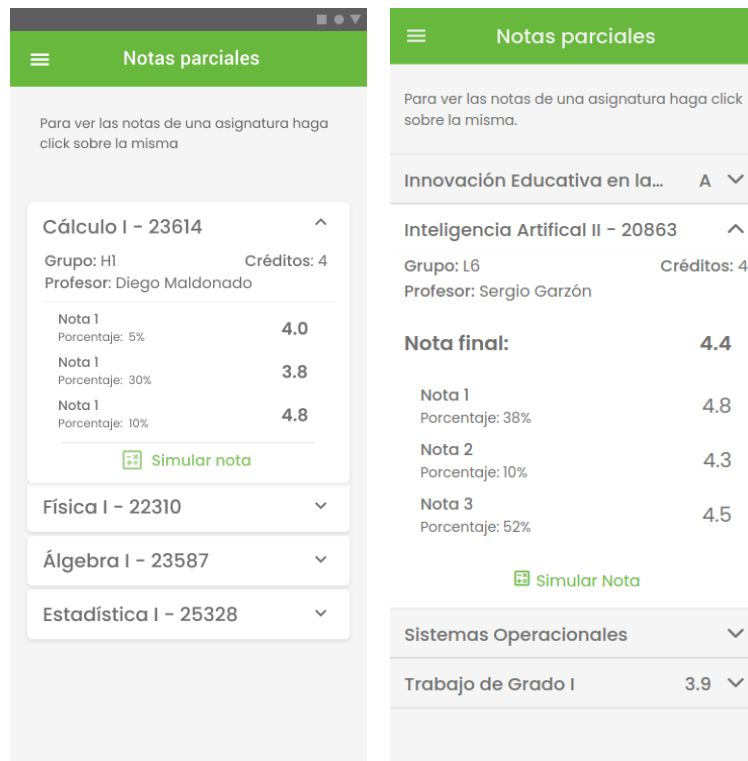 Notas parciales
Para ver las notas de una asignatura haga
click sobre la misma
Cálculo I - 23614
Grupo: H1 Créditos: 4
Profesor: Diego Maldonado
Nota 1
Porcentaje: 5%
4.0
Nota 1
Porcentaje: 30%
3.8
Nota 1
Porcentaje: 10%
4.8
Simular nota
Física I - 22310
Álgebra I - 23587
Estadística I - 25328
Notas parciales
Para ver las notas de una asignatura haga click
sobre la misma.
Innovación Educativa en la... A
Inteligencia Artifical II - 20863
Grupo: L6 Créditos: 4
Profesor: Sergio Garzón
Nota final: 4.4
Nota 1
Porcentaje: 38%
4.8
Nota 2
Porcentaje: 10%
4.3
Nota 3
Porcentaje: 52%
4.5
Simular Nota
Sistemas Operacionales
Trabajo de Grado I 3.9